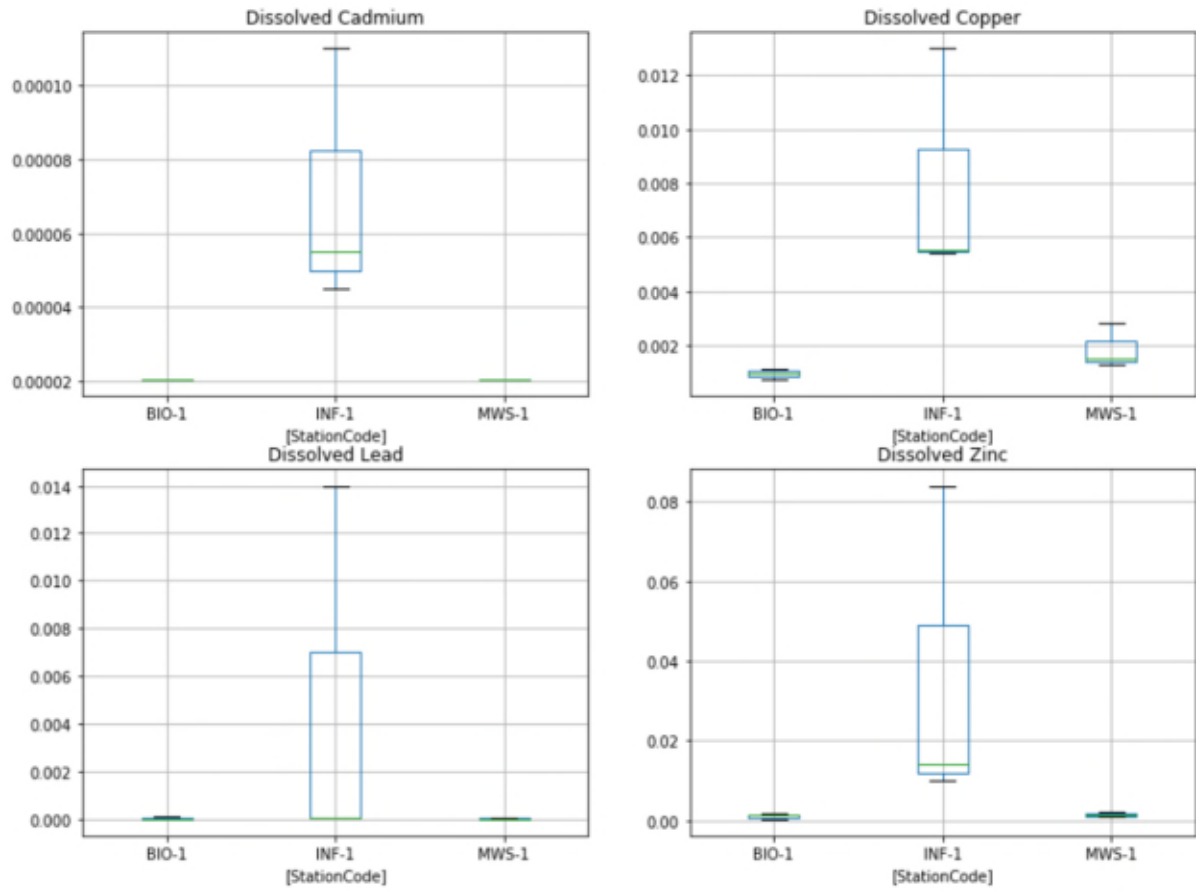 Dissolved Cadmium
0.00010
0.00008
0.00006
0.00004
0.00002
BIO-1 INF-1 MWS-1
[StationCode]
Dissolved Copper
0.012
0.010
0.008
0.006
0.004
0.002
BIO-1 INF-1 MWS-1
[StationCode]
Dissolved Lead
0.014
0.012
0.010
0.008
0.006
0.004
0.002
0.000
BIO-1 INF-1 MWS-1
[StationCode]
Dissolved Zinc
0.08
0.06
0.04
0.02
0.00
BIO-1 INF-1 MWS-1
[StationCode]